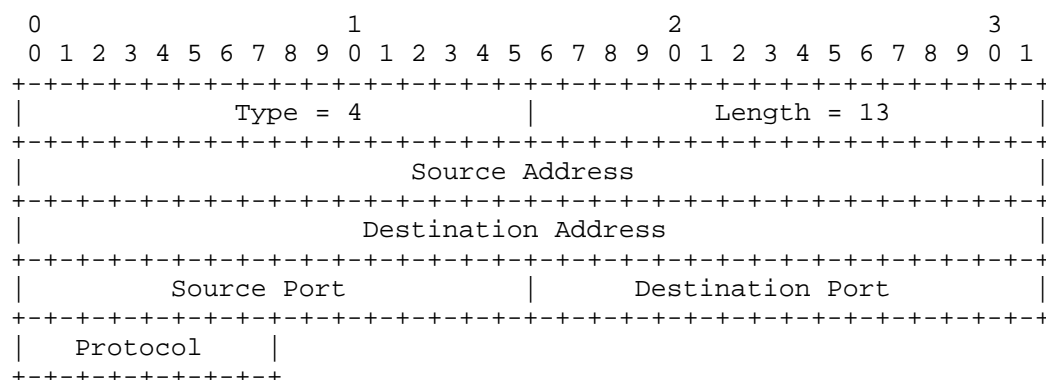 0                   1                   2                   3
0 1 2 3 4 5 6 7 8 9 0 1 2 3 4 5 6 7 8 9 0 1 2 3 4 5 6 7 8 9 0 1
+-+-+-+-+-+-+-+-+-+-+-+-+-+-+-+-+-+-+-+-+-+-+-+-+-+-+-+-+-+-+-+-+
|             Type = 4          |           Length = 13         |
+-+-+-+-+-+-+-+-+-+-+-+-+-+-+-+-+-+-+-+-+-+-+-+-+-+-+-+-+-+-+-+-+
|                        Source Address                         |
+-+-+-+-+-+-+-+-+-+-+-+-+-+-+-+-+-+-+-+-+-+-+-+-+-+-+-+-+-+-+-+-+
|                     Destination Address                       |
+-+-+-+-+-+-+-+-+-+-+-+-+-+-+-+-+-+-+-+-+-+-+-+-+-+-+-+-+-+-+-+-+
|         Source Port           |      Destination Port         |
+-+-+-+-+-+-+-+-+-+-+-+-+-+-+-+-+-+-+-+-+-+-+-+-+-+-+-+-+-+-+-+-+
|   Protocol    |
+-+-+-+-+-+-+-+-+